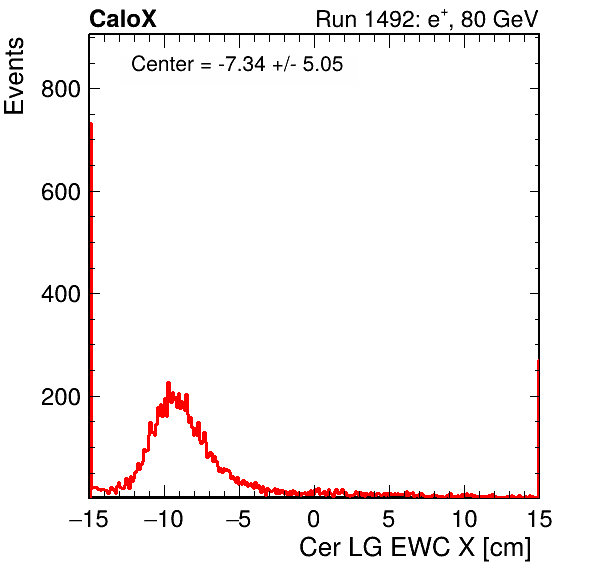 CaloX Run 1492: e⁺, 80 GeV
Center = -7.34 +/- 5.05
Events
800
600
400
200
−15 −10 −5 0 5 10 15
Cer LG EWC X [cm]